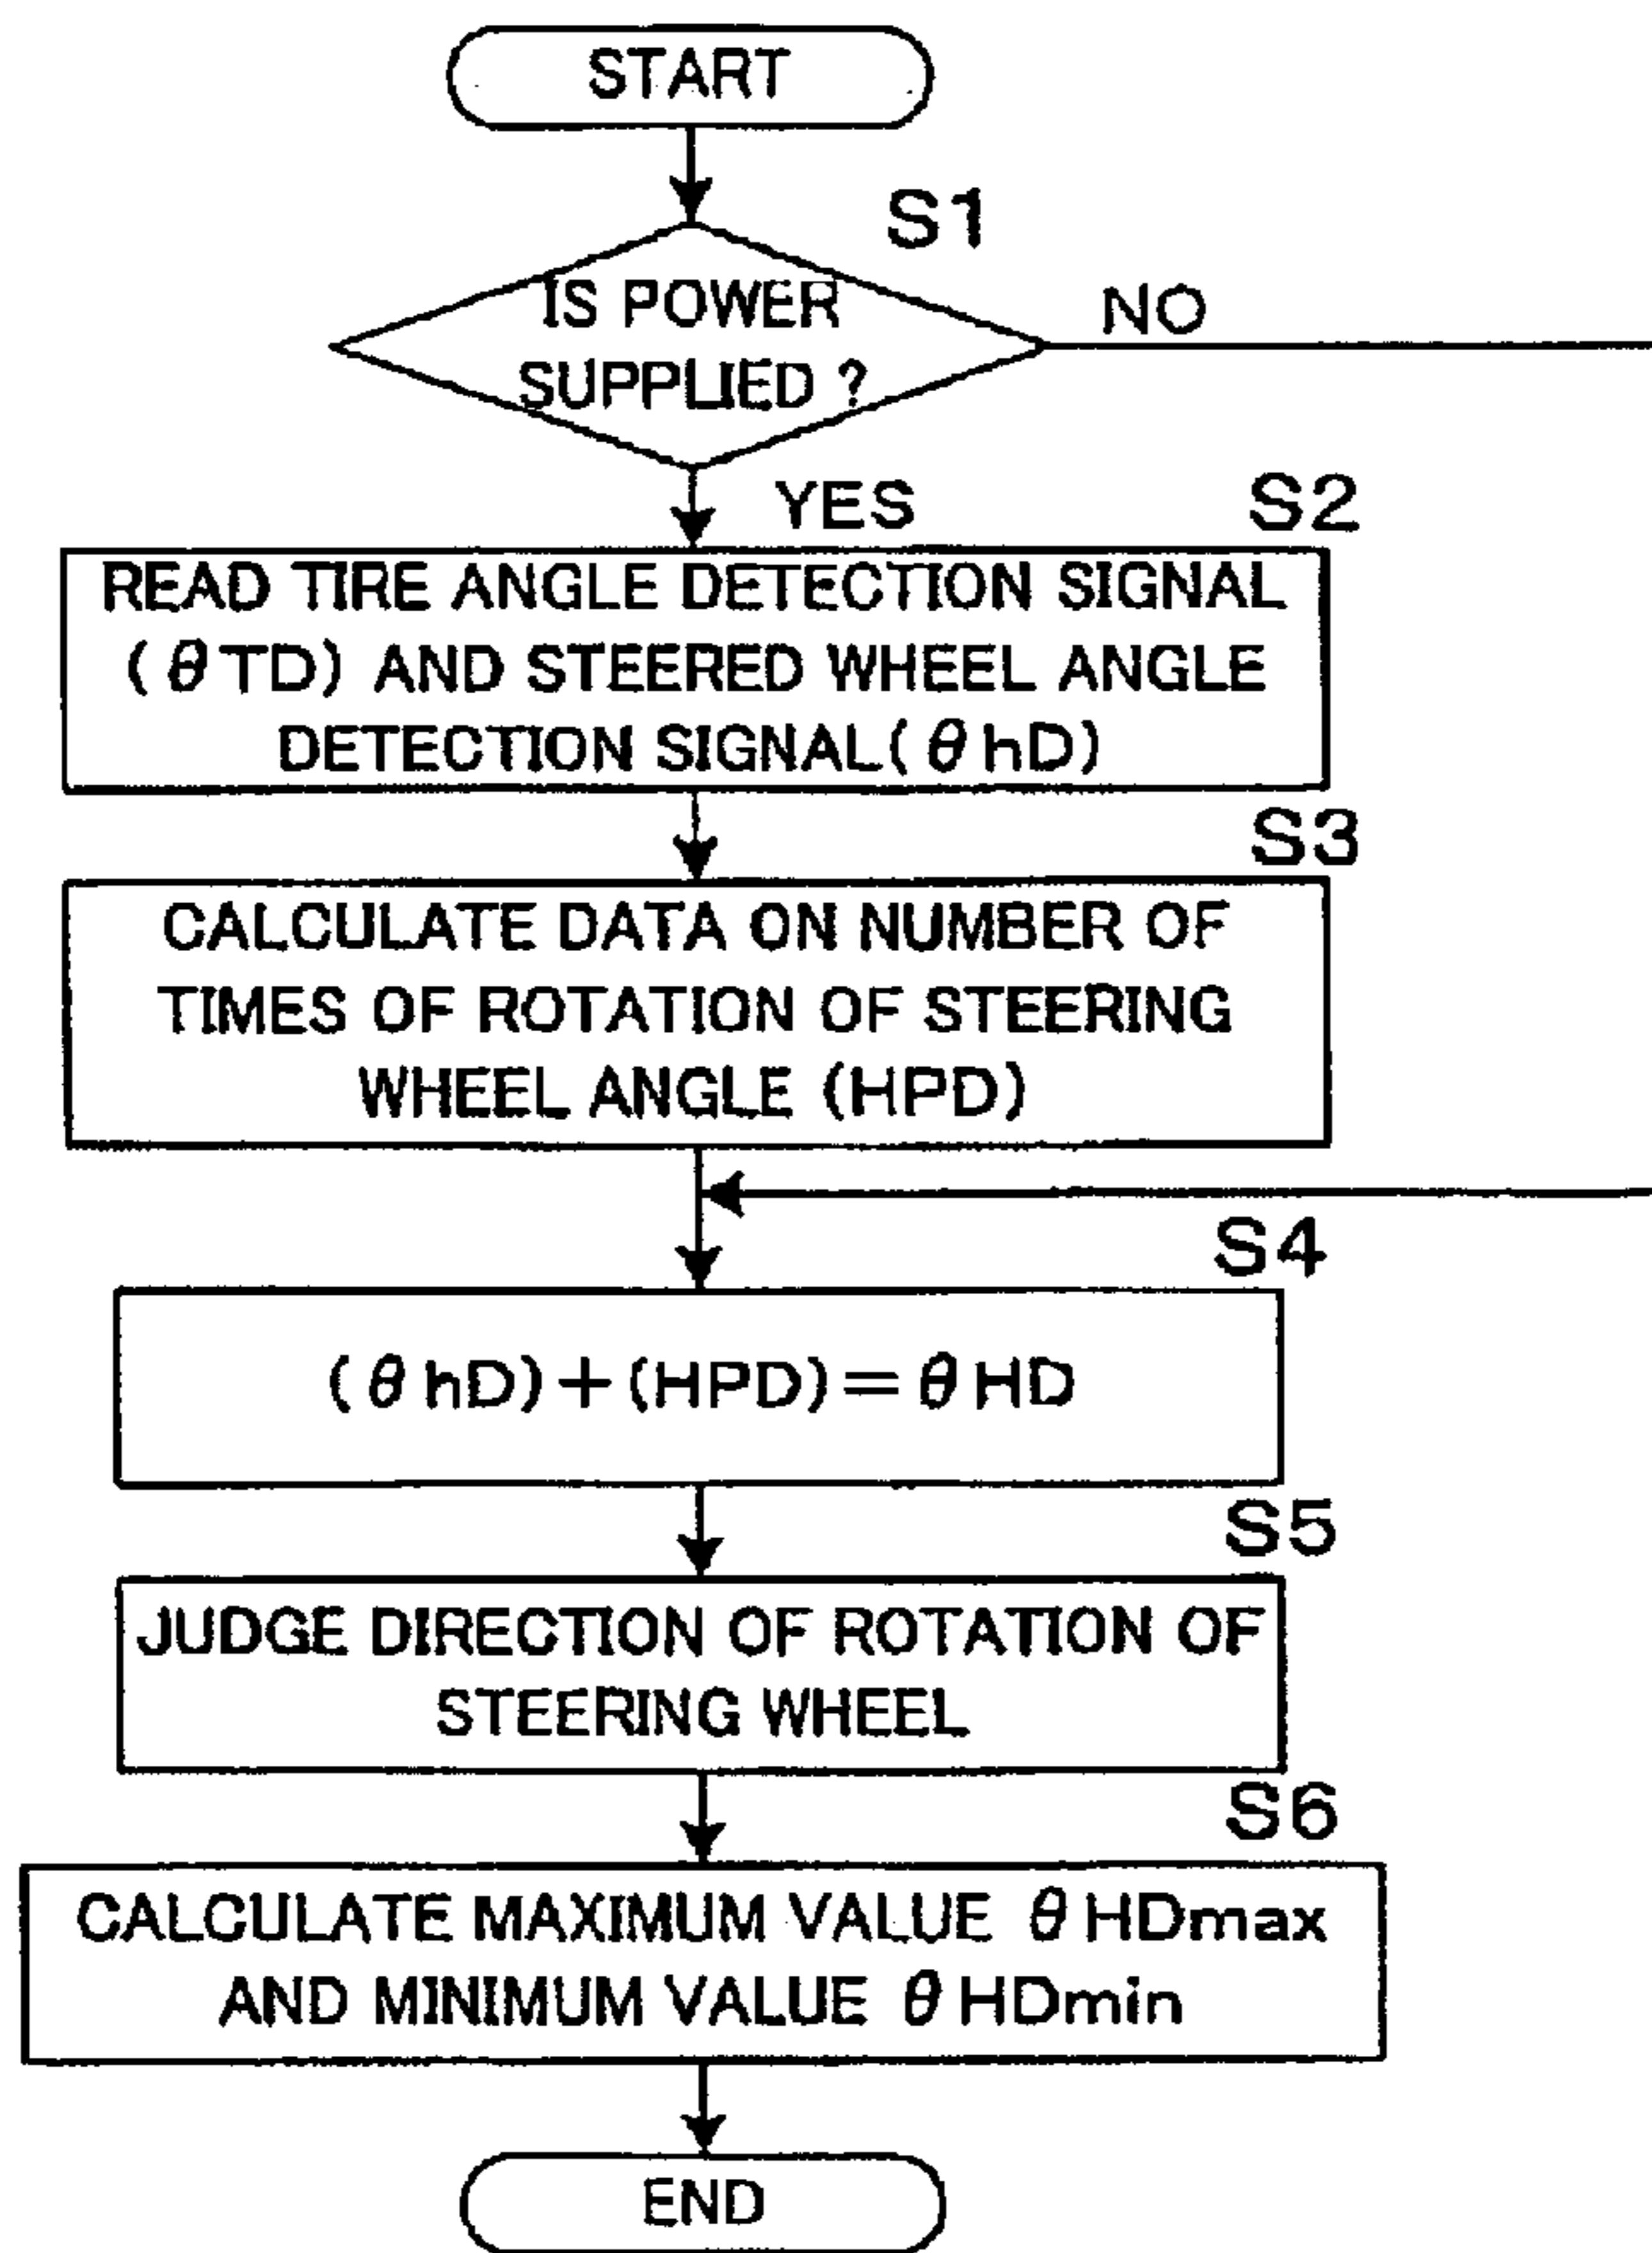 START
S1
IS POWER
SUPPLIED ?
NO
YES
S2
READ TIRE ANGLE DETECTION SIGNAL
(θTD) AND STEERED WHEEL ANGLE
DETECTION SIGNAL(θhD)
S3
CALCULATE DATA ON NUMBER OF
TIMES OF ROTATION OF STEERING
WHEEL ANGLE (HPD)
S4
(θhD)+(HPD)=θHD
S5
JUDGE DIRECTION OF ROTATION OF
STEERING WHEEL
S6
CALCULATE MAXIMUM VALUE θHDmax
AND MINIMUM VALUE θHDmin
END